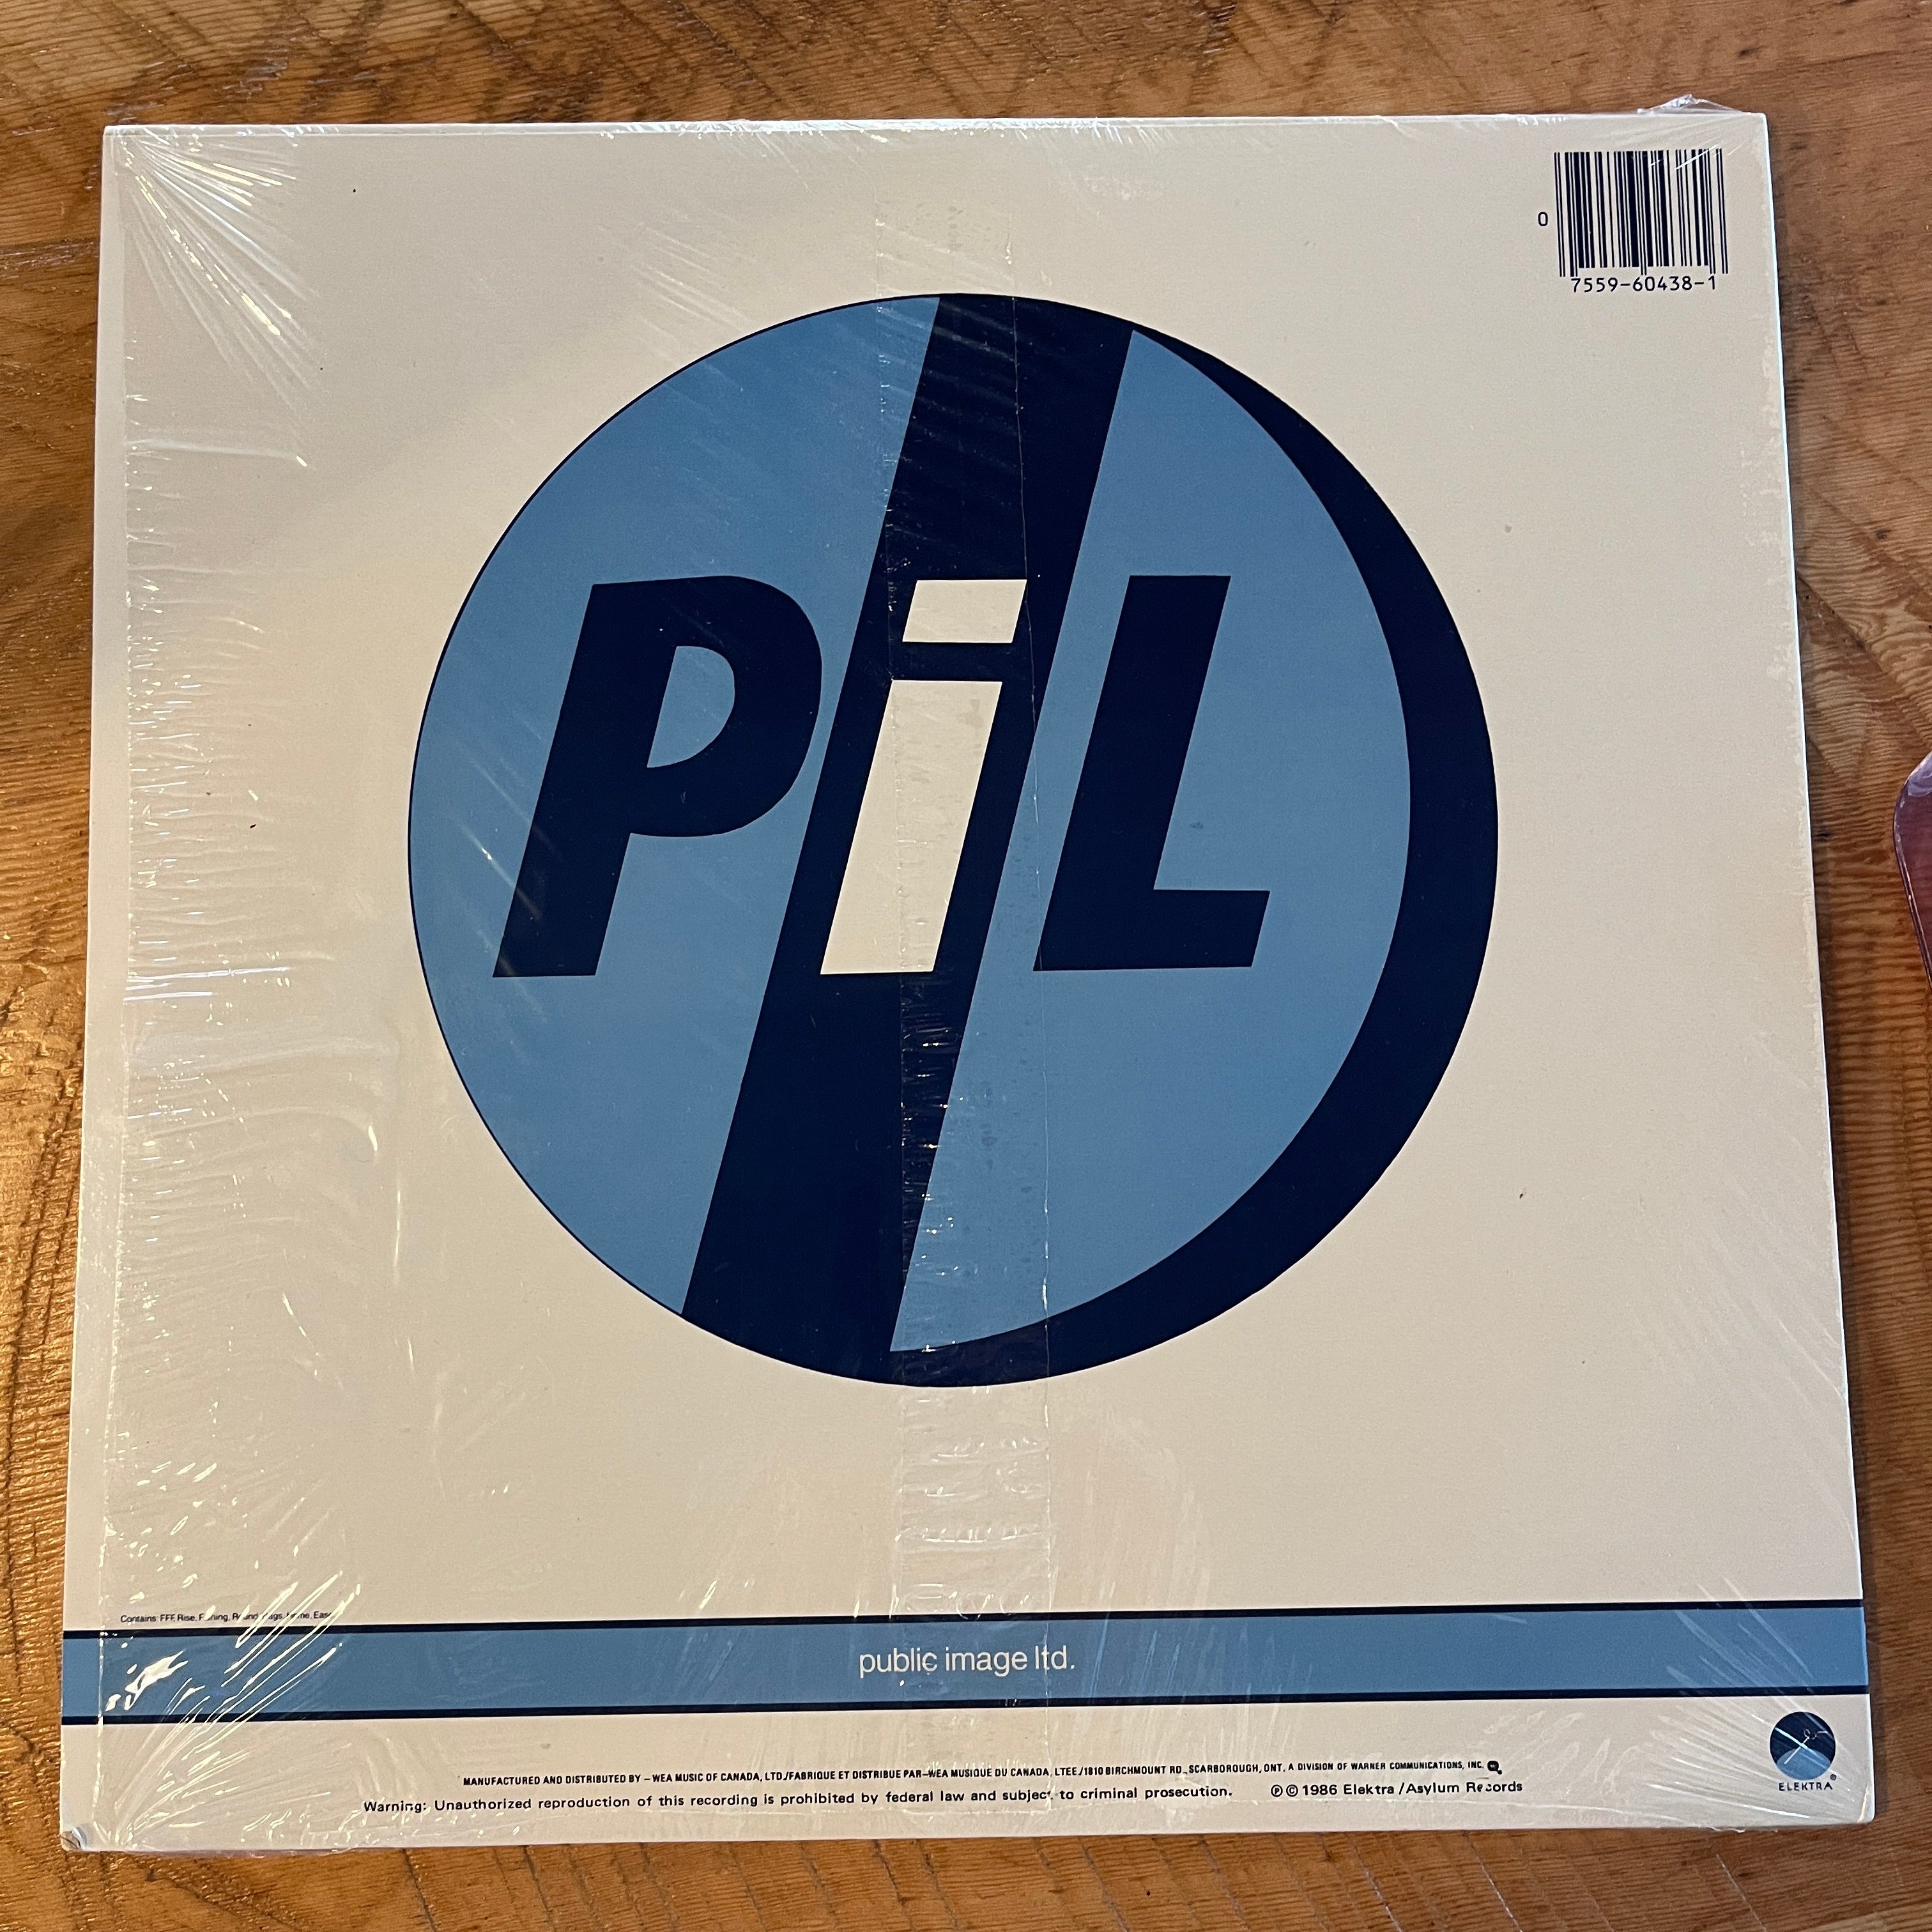 0
7559-60438-1
PiL
Contains: FFF, Rise,
public image ltd.
MANUFACTURED AND DISTRIBUTED BY – WEA MUSIC OF CANADA, LTD./FABRIQUE ET DISTRIBUE PAR–WEA MUSIQUE DU CANADA, LTEE/1810 BIRCHMOUNT RD., SCARBOROUGH, ONT. A DIVISION OF WARNER COMMUNICATIONS, INC.
Warning: Unauthorized reproduction of this recording is prohibited by federal law and subject to criminal prosecution. ℗ © 1986 Elektra/Asylum Records
ELEKTRA®